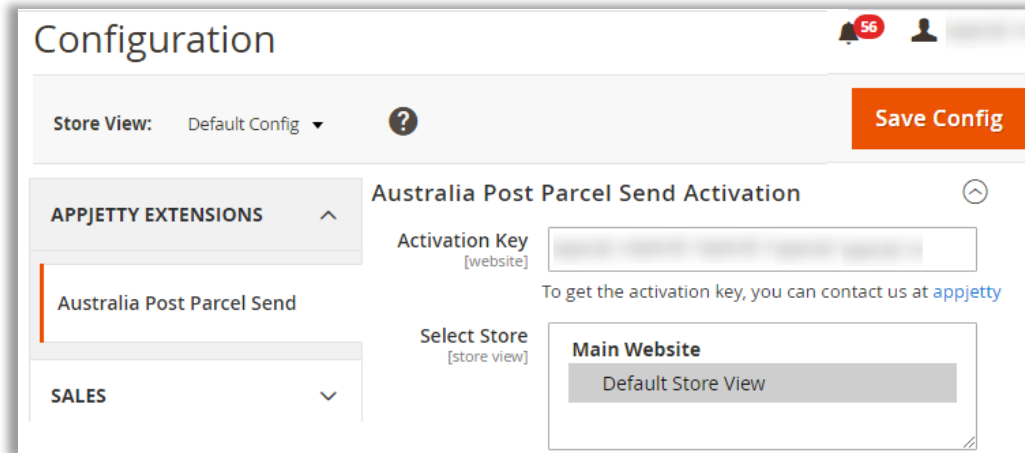 Configuration
56
Store View: Default Config
?
Save Config
APPJETTY EXTENSIONS
Australia Post Parcel Send
SALES
Australia Post Parcel Send Activation
Activation Key
[website]
To get the activation key, you can contact us at appjetty
Select Store
[store view]
Main Website
Default Store View